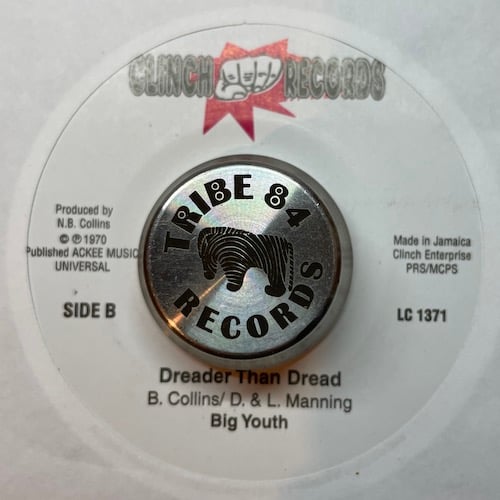 CLINCH RECORDS
TRIBE 84
RECORDS
Produced by
N.B. Collins
© ℗ 1970
Published ACKEE MUSIC
UNIVERSAL
SIDE B
Made in Jamaica
Clinch Enterprise
PRS/MCPS
LC 1371
Dreader Than Dread
B. Collins/ D. & L. Manning
Big Youth